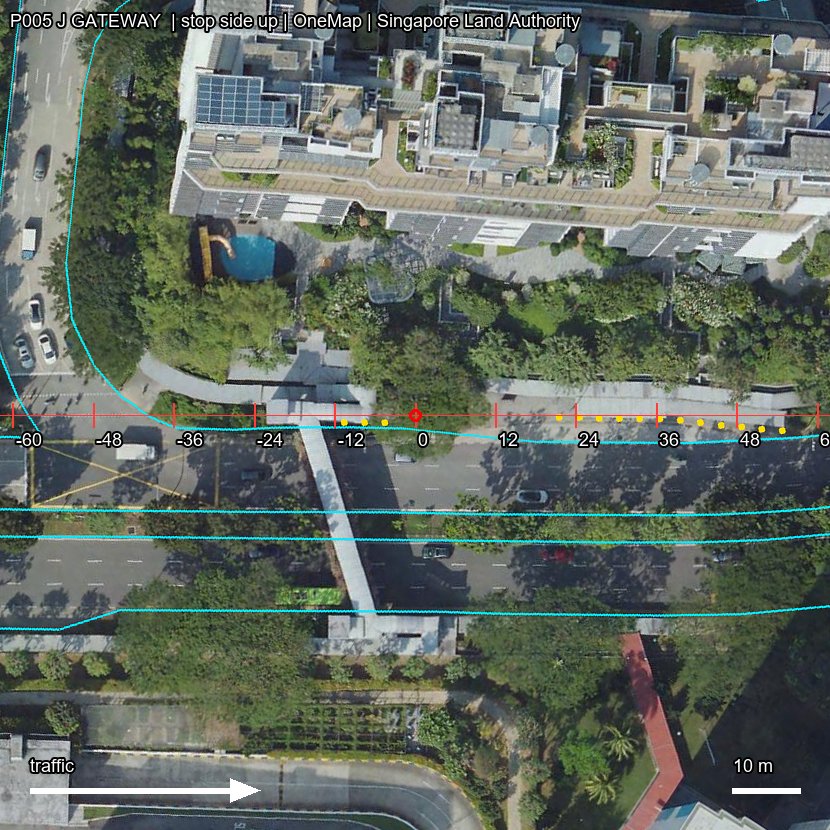 P005 J GATEWAY | stop side up | OneMap | Singapore Land Authority
-60 -48 -36 -24 -12 0 12 24 36 48 6
traffic
10 m